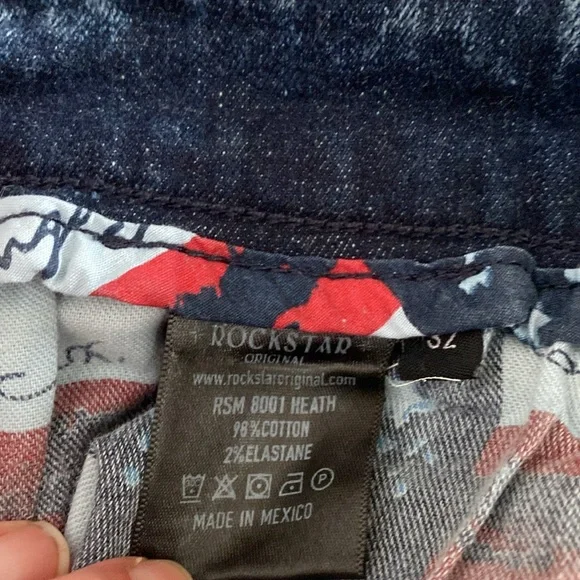 ROCKSTAR
ORIGINAL
www.rockstaroriginal.com
RSM 8001 HEATH
98%COTTON
2%ELASTANE
P
MADE IN MEXICO
32